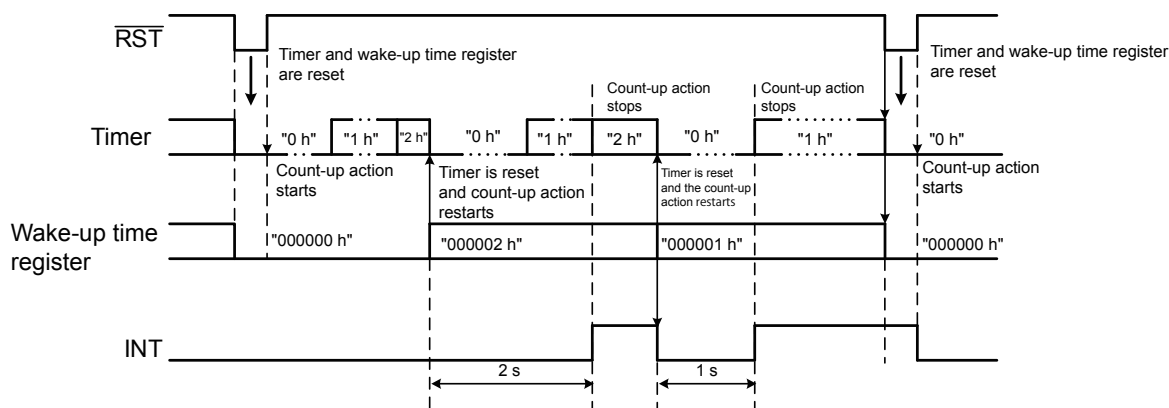 RST
Timer and wake-up time register
are reset
Timer and wake-up time register
are reset
Count-up action
stops
Count-up action
stops
Timer
"0 h"
"1 h"
"2 h"
"0 h"
"1 h"
"2 h"
"0 h"
"1 h"
"0 h"
Count-up action
starts
Timer is reset
and count-up action
restarts
Timer is reset
and the count-up
action restarts
Count-up action
starts
Wake-up time
register
"000000 h"
"000002 h"
"000001 h"
"000000 h"
INT
2 s
1 s